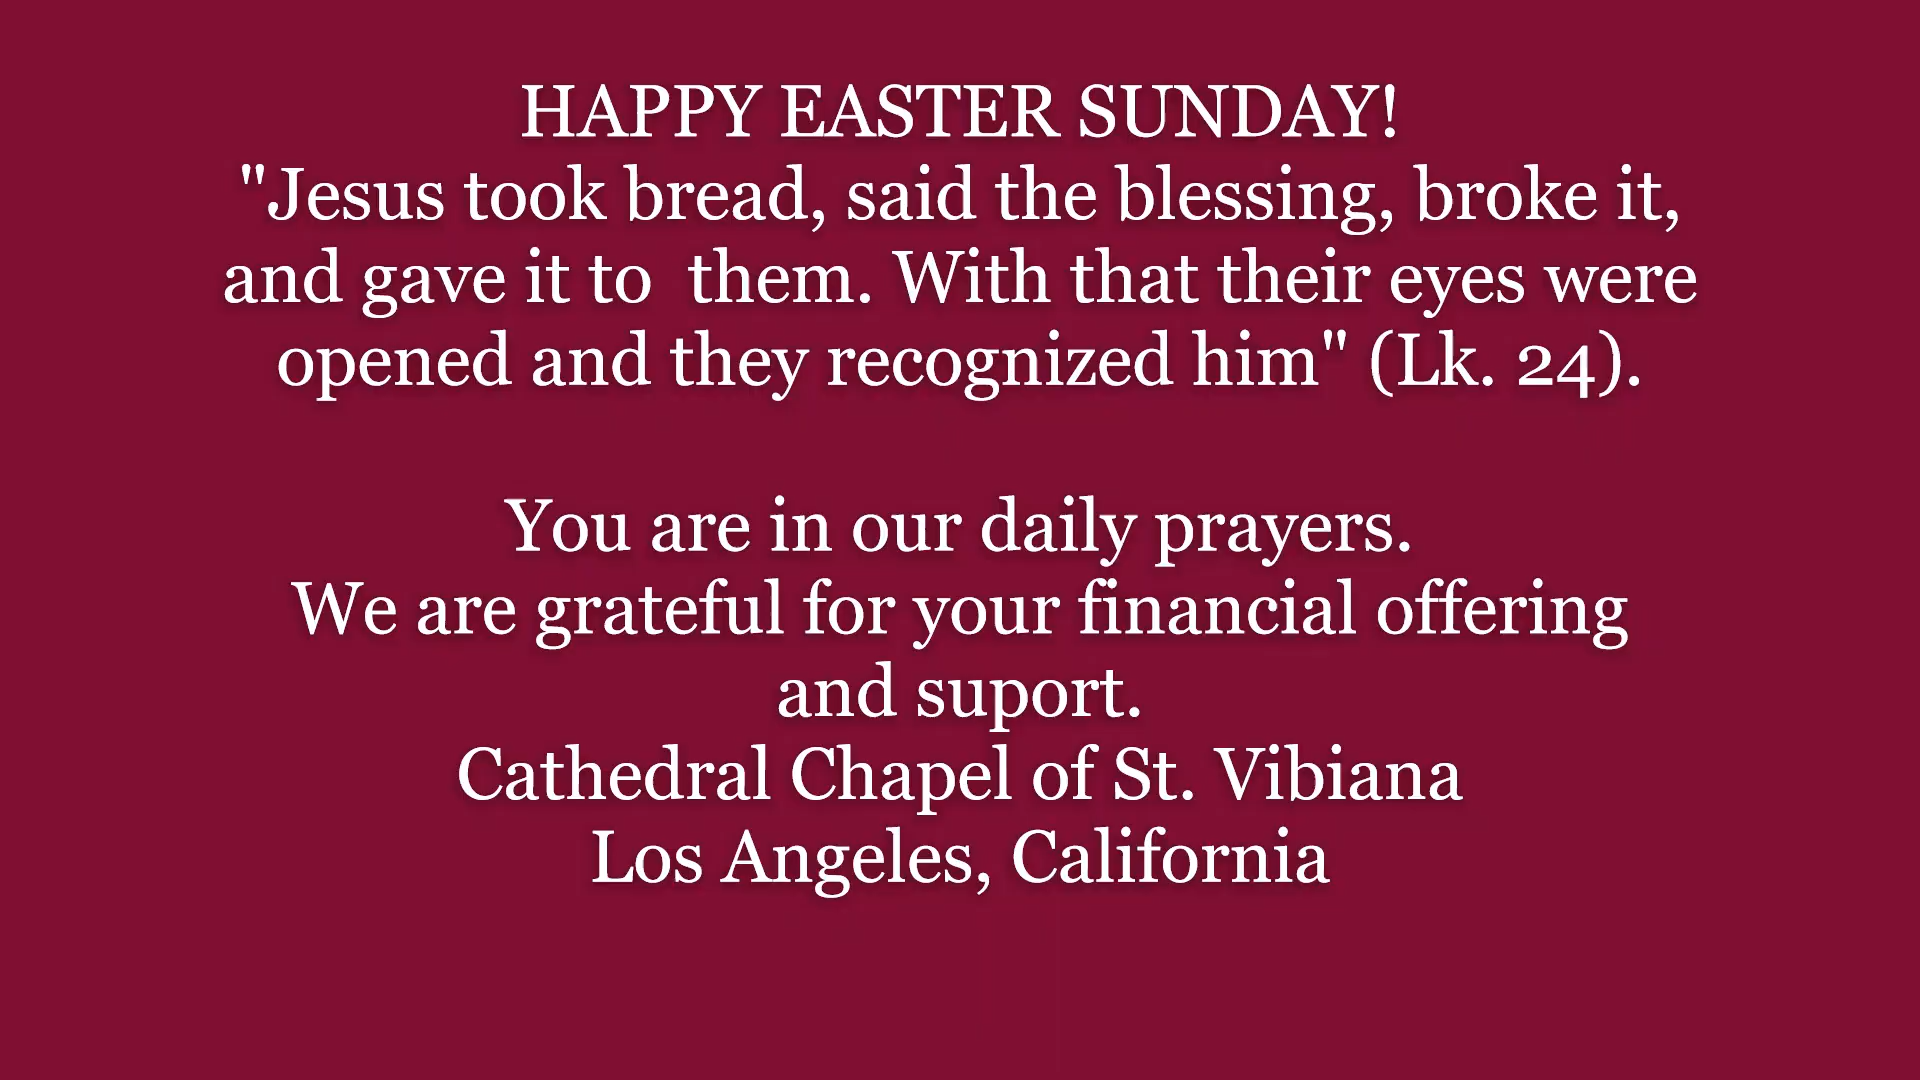 HAPPY EASTER SUNDAY!
"Jesus took bread, said the blessing, broke it,
and gave it to  them. With that their eyes were
opened and they recognized him" (Lk. 24).
You are in our daily prayers.
We are grateful for your financial offering
and suport.
Cathedral Chapel of St. Vibiana
Los Angeles, California